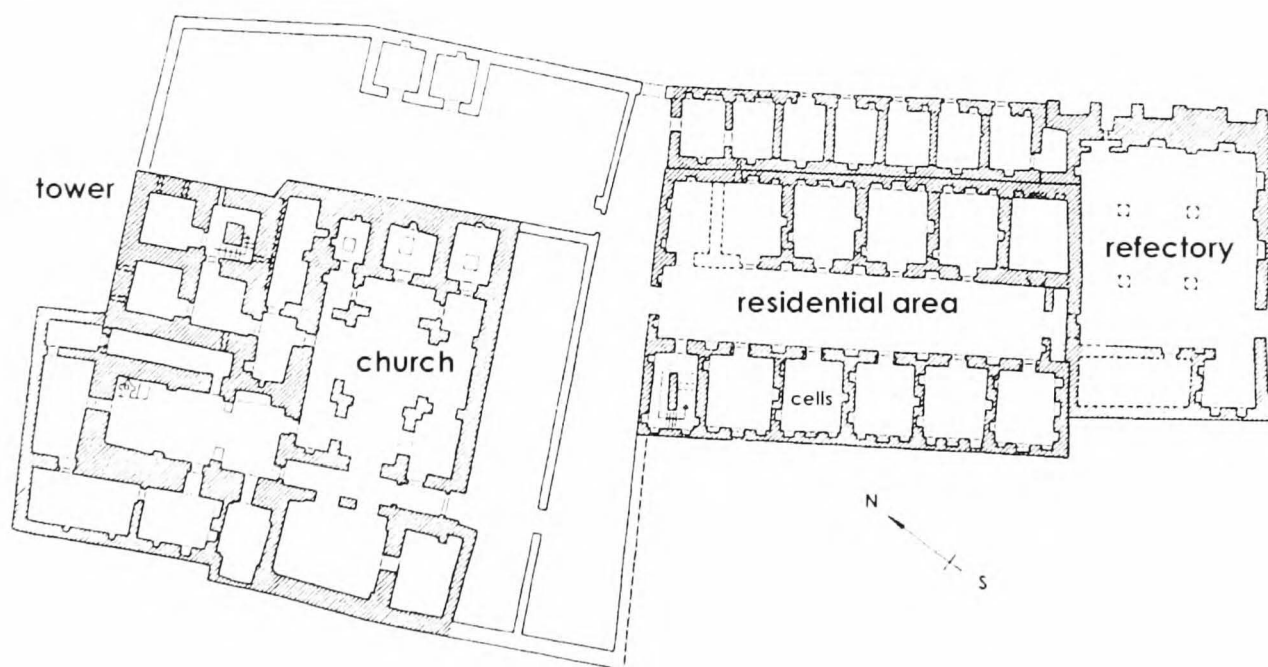 tower
church
residential area
cells
refectory
N
S